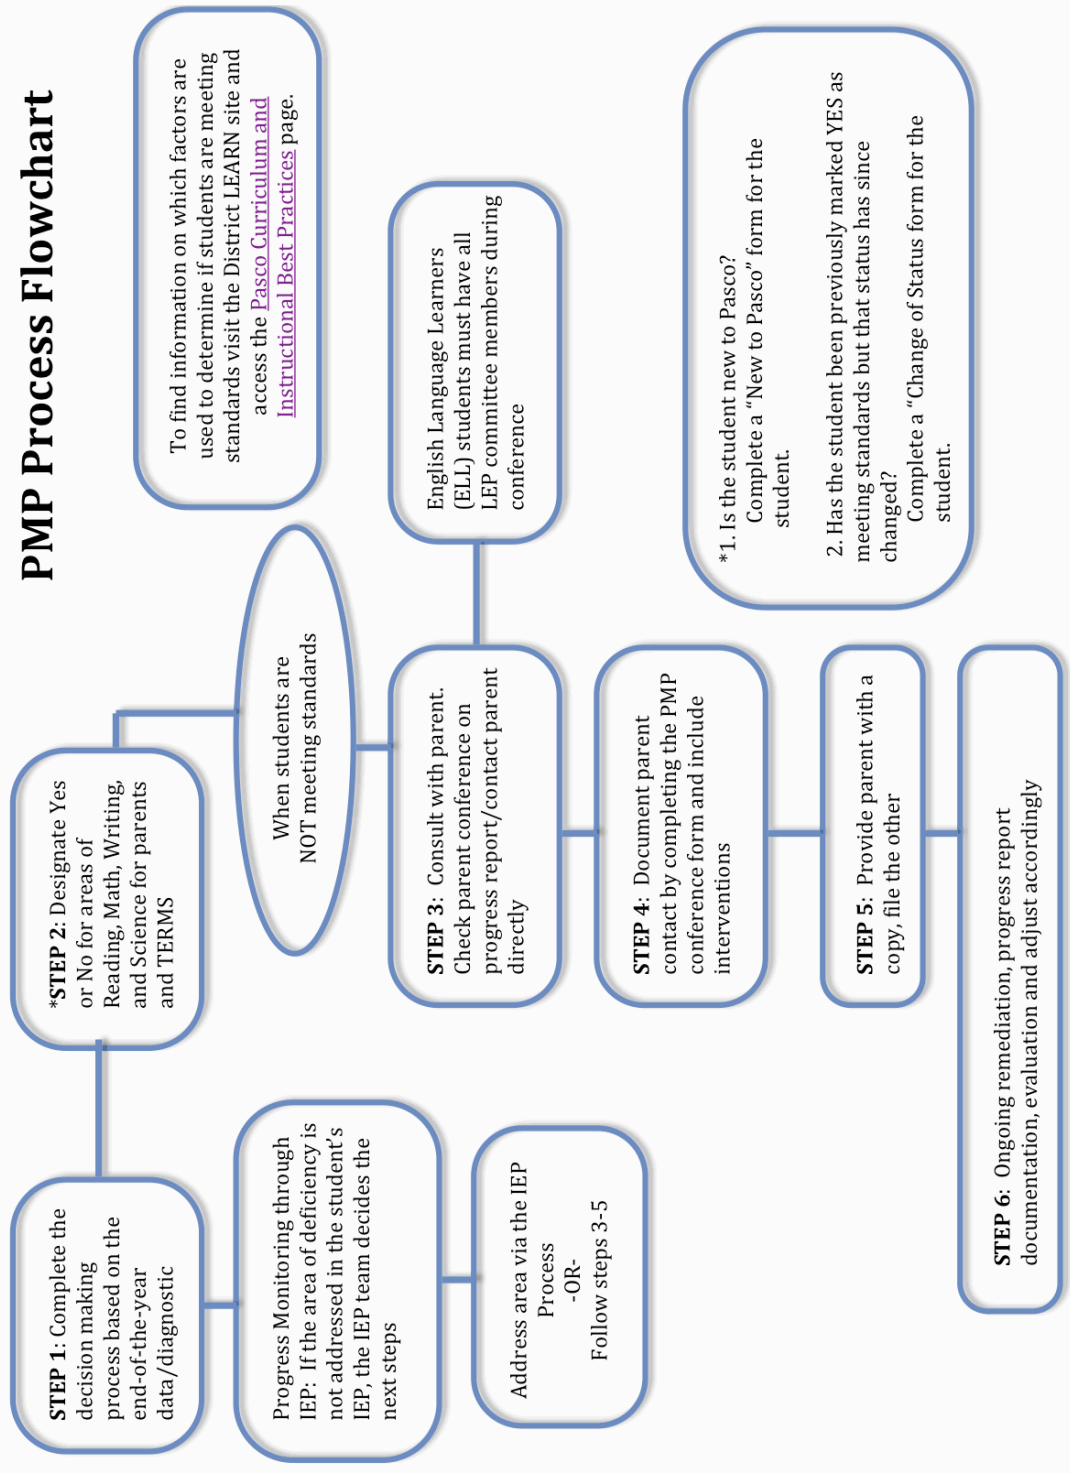 PMP Process Flowchart
STEP 1: Complete the
decision making
process based on the
end-of-the-year
data/diagnostic
*STEP 2: Designate Yes
or No for areas of
Reading, Math, Writing,
and Science for parents
and TERMS
To find information on which factors are
used to determine if students are meeting
standards visit the District LEARN site and
access the Pasco Curriculum and
Instructional Best Practices page.
Progress Monitoring through
IEP: If the area of deficiency is
not addressed in the student's
IEP, the IEP team decides the
next steps
When students are
NOT meeting standards
Address area via the IEP
Process
-OR-
Follow steps 3-5
STEP 3: Consult with parent.
Check parent conference on
progress report/contact parent
directly
English Language Learners
(ELL) students must have all
LEP committee members during
conference
STEP 4: Document parent
contact by completing the PMP
conference form and include
interventions
STEP 5: Provide parent with a
copy, file the other
STEP 6: Ongoing remediation, progress report
documentation, evaluation and adjust accordingly
*1. Is the student new to Pasco?
Complete a “New to Pasco” form for the
student.
2. Has the student been previously marked YES as
meeting standards but that status has since
changed?
Complete a “Change of Status form for the
student.